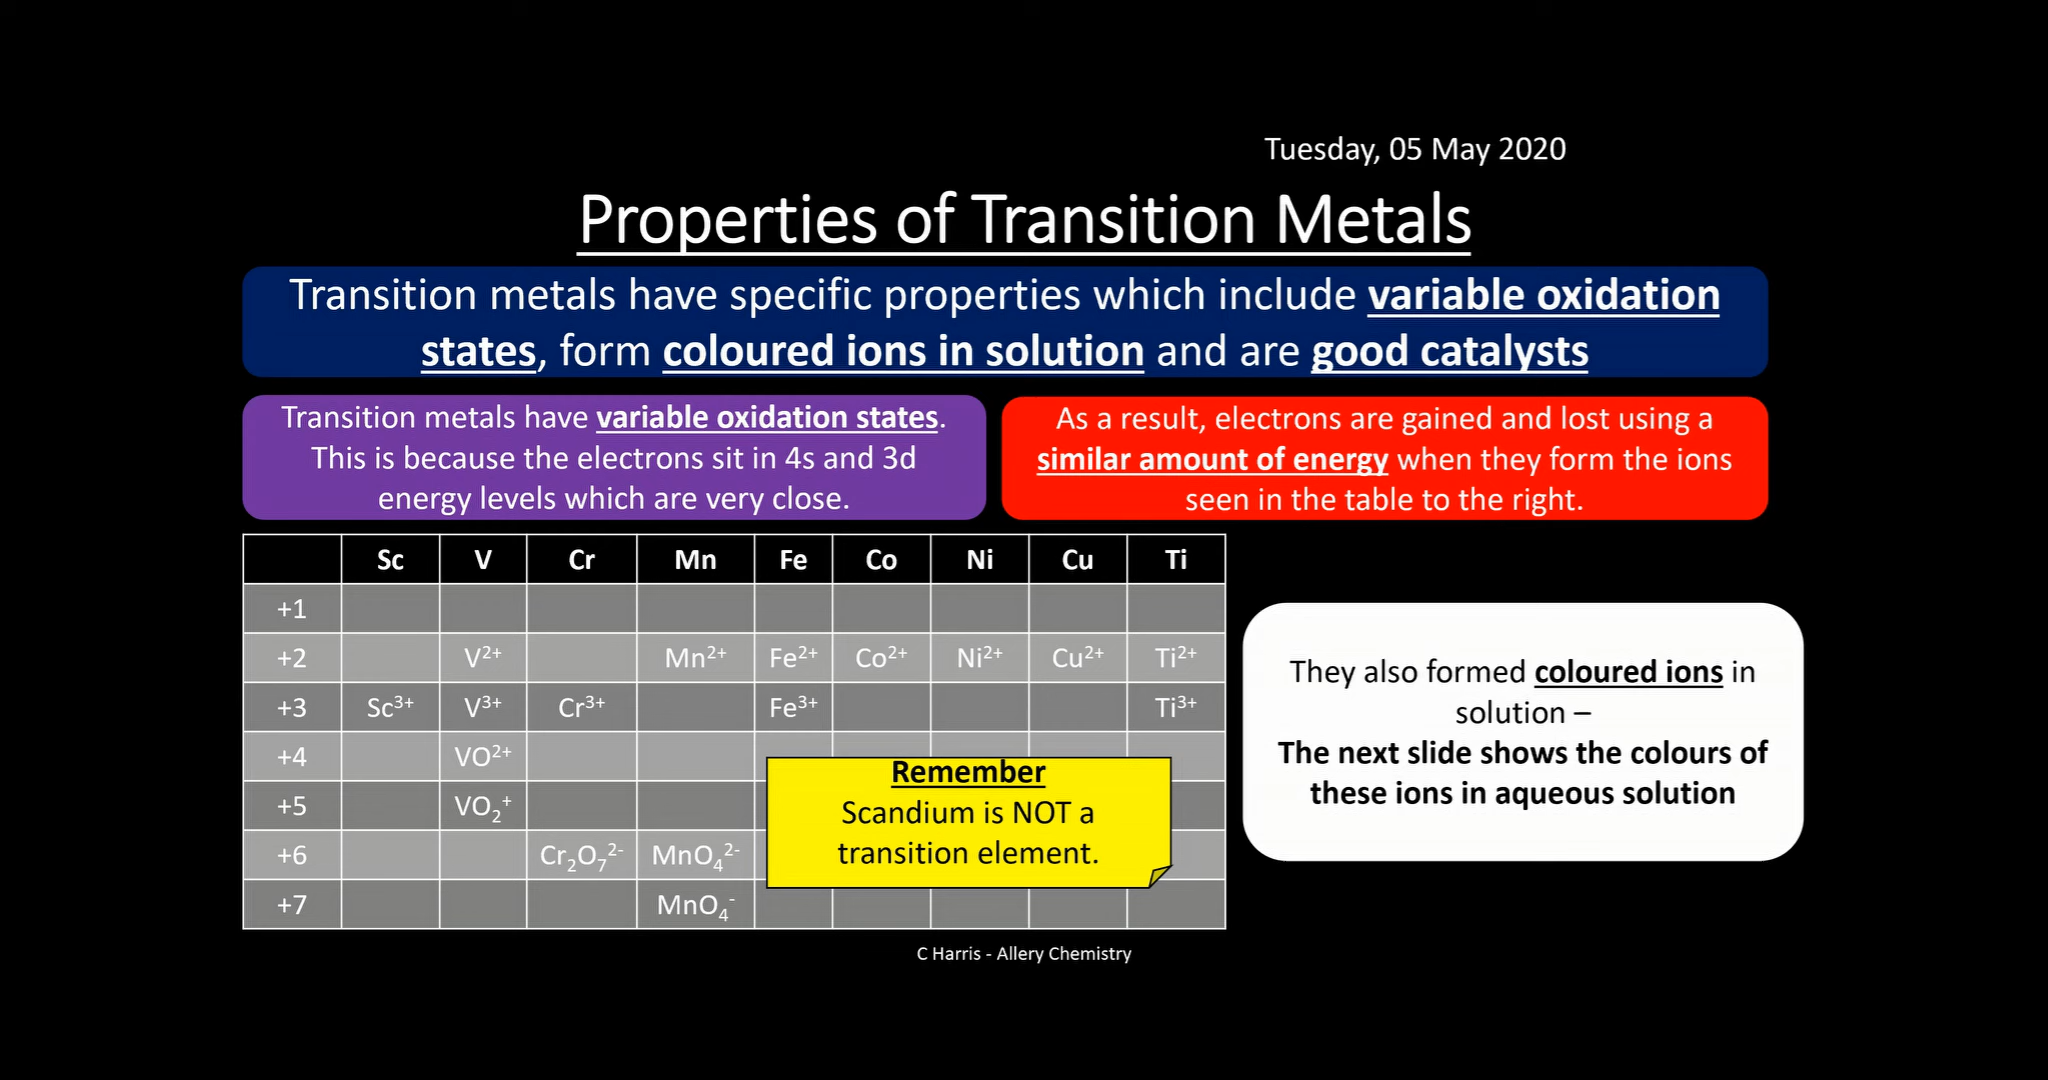 Tuesday, 05 May 2020
Properties of Transition Metals
Transition metals have specific properties which include variable oxidation
states, form coloured ions in solution and are good catalysts
Transition metals have variable oxidation states.
This is because the electrons sit in 4s and 3d
energy levels which are very close.
As a result, electrons are gained and lost using a
similar amount of energy when they form the ions
seen in the table to the right.
Sc V Cr Mn Fe Co Ni Cu Ti
+1
+2 V²⁺ Mn²⁺ Fe²⁺ Co²⁺ Ni²⁺ Cu²⁺ Ti²⁺
+3 Sc³⁺ V³⁺ Cr³⁺ Fe³⁺ Ti³⁺
+4 VO²⁺
+5 VO₂⁺
+6 Cr₂O₇²⁻ MnO₄²⁻
+7 MnO₄⁻
Remember
Scandium is NOT a
transition element.
They also formed coloured ions in
solution –
The next slide shows the colours of
these ions in aqueous solution
C Harris - Allery Chemistry